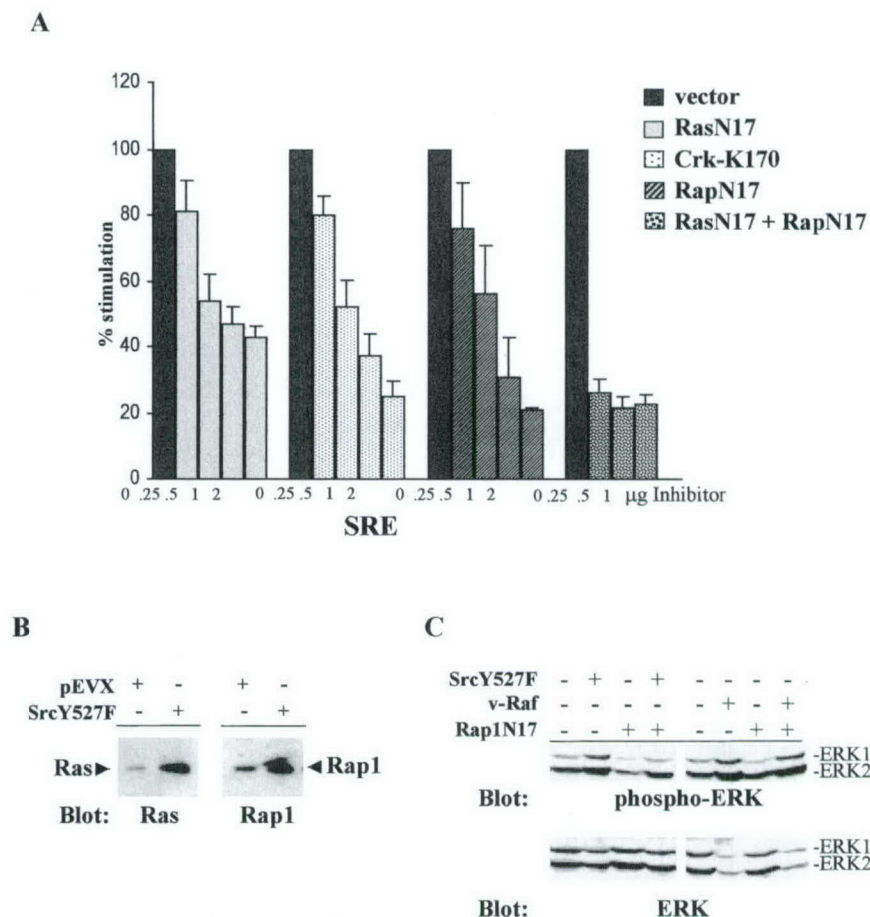 A
120
100
80
60
40
20
0
% stimulation
vector
RasN17
Crk-K170
RapN17
RasN17 + RapN17
0 .25 .5 1 2 0 .25 .5 1 2 0 .25 .5 1 2 0 .25 .5 1 µg Inhibitor
SRE
B
pEVX + - + -
SrcY527F - + - +
Ras Rap1
Blot: Ras Rap1
C
SrcY527F - + - + - - - -
v-Raf - - - - - + - +
Rap1N17 - - + + - - + +
-ERK1
-ERK2
Blot: phospho-ERK
-ERK1
-ERK2
Blot: ERK